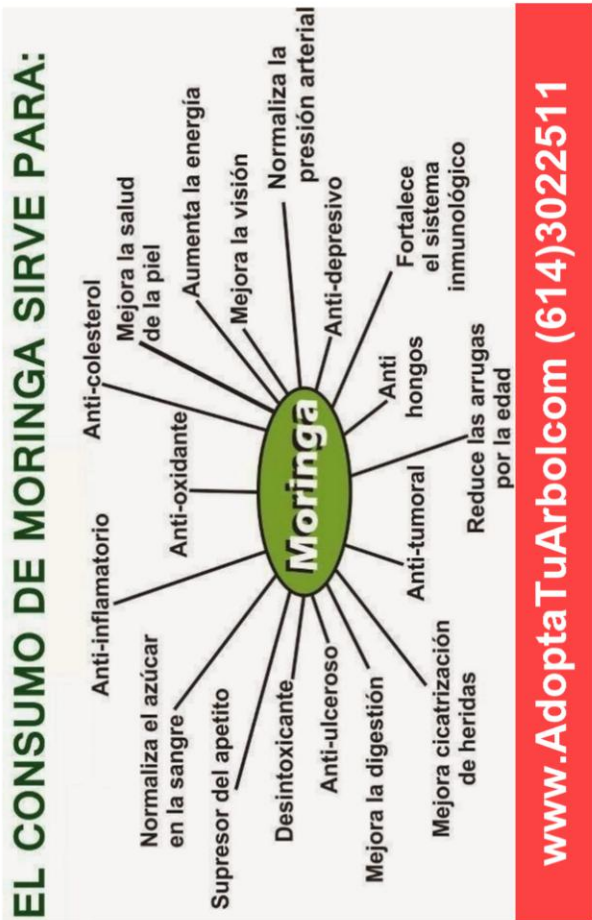 EL CONSUMO DE MORINGA SIRVE PARA:
Anti-inflamatorio
Anti-oxidante
Anti-colesterol
Mejora la salud
de la piel
Aumenta la energía
Mejora la visión
Normaliza la
presión arterial
Anti-depresivo
Fortalece
el sistema
inmunológico
Anti
hongos
Reduce las arrugas
por la edad
Anti-tumoral
Mejora cicatrización
de heridas
Mejora la digestión
Anti-ulceroso
Desintoxicante
Supresor del apetito
Normaliza el azúcar
en la sangre
Moringa
www.AdoptaTuArbolcom (614)3022511